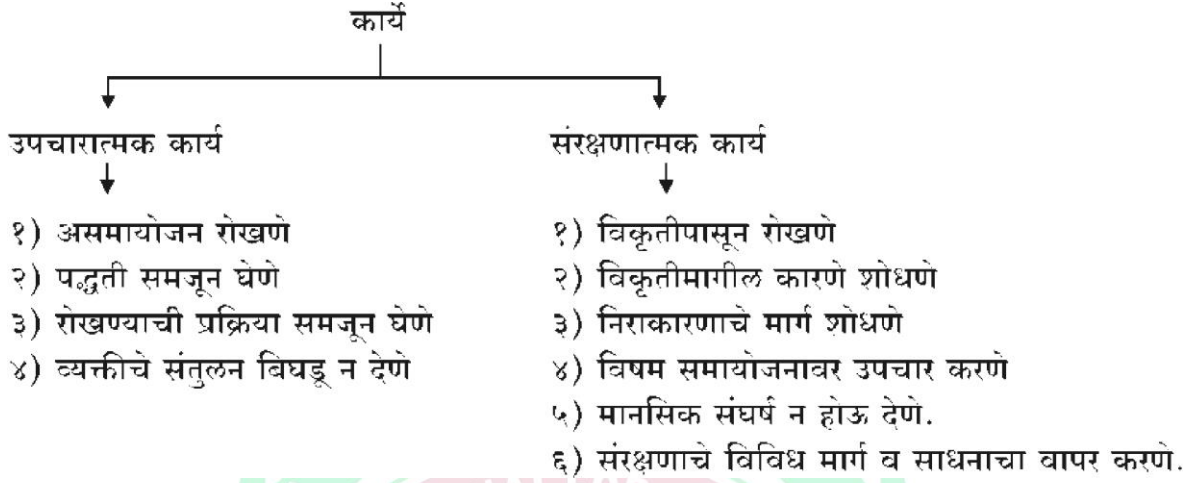 कार्ये
उपचारात्मक कार्य
१) असमायोजन रोखणे
२) पद्धती समजून घेणे
३) रोखण्याची प्रक्रिया समजून घेणे
४) व्यक्तीचे संतुलन बिघडू न देणे
संरक्षणात्मक कार्य
१) विकृतीपासून रोखणे
२) विकृतीमागील कारणे शोधणे
३) निराकारणाचे मार्ग शोधणे
४) विषम समायोजनावर उपचार करणे
५) मानसिक संघर्ष न होऊ देणे.
६) संरक्षणाचे विविध मार्ग व साधनाचा वापर करणे.